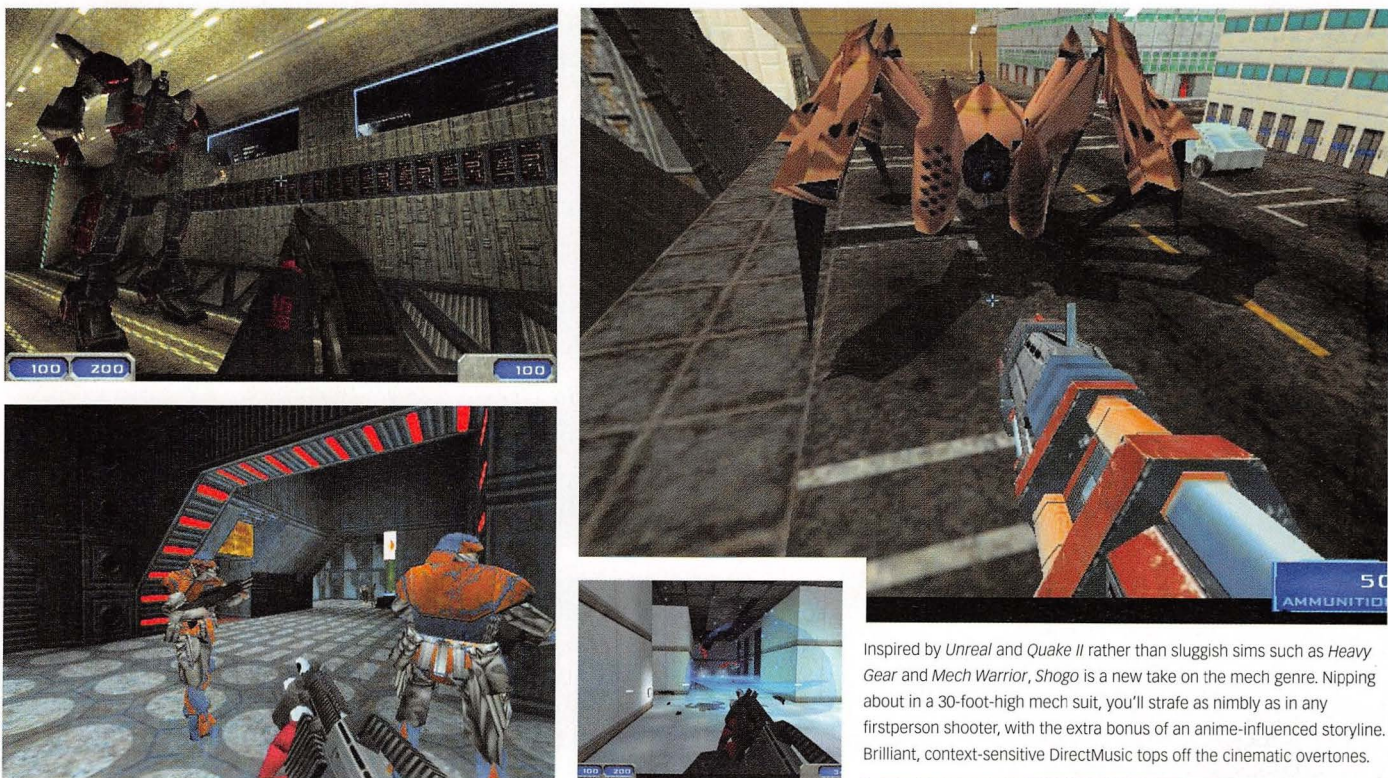 100 200
100
50
AMMUNITION
100 200
Inspired by Unreal and Quake II rather than sluggish sims such as Heavy
Gear and Mech Warrior, Shogo is a new take on the mech genre. Nipping
about in a 30-foot-high mech suit, you'll strafe as nimbly as in any
firstperson shooter, with the extra bonus of an anime-influenced storyline.
Brilliant, context-sensitive DirectMusic tops off the cinematic overtones.